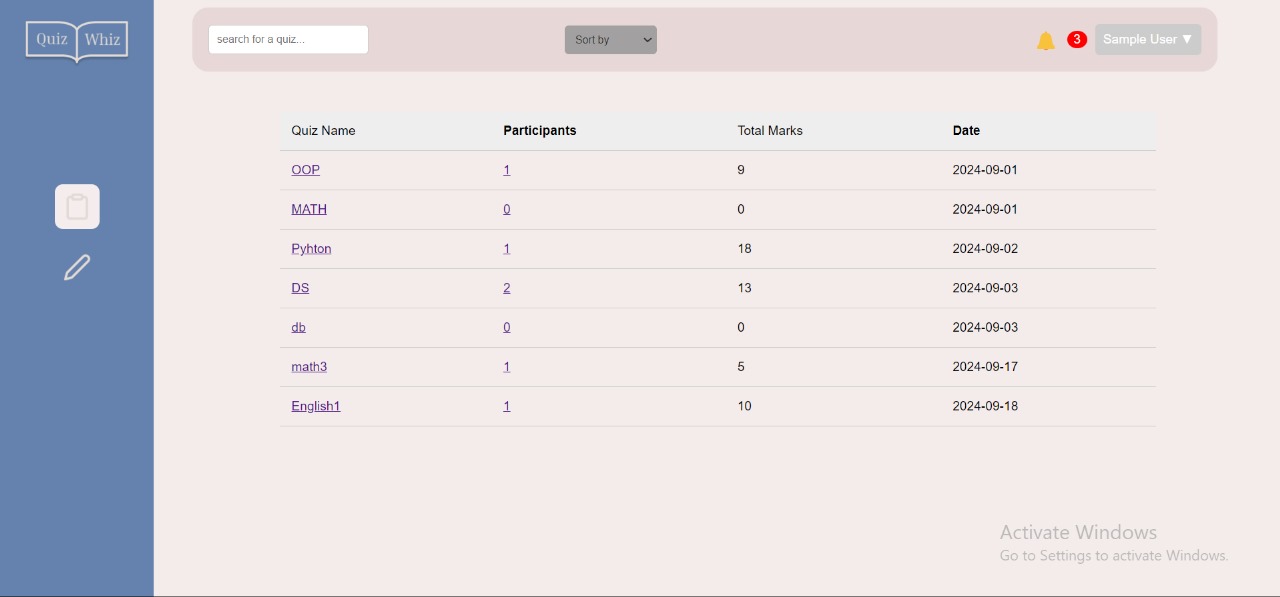 Quiz Whiz
search for a quiz...
Sort by
3
Sample User ▼
Quiz Name Participants Total Marks Date
OOP 1 9 2024-09-01
MATH 0 0 2024-09-01
Pyhton 1 18 2024-09-02
DS 2 13 2024-09-03
db 0 0 2024-09-03
math3 1 5 2024-09-17
English1 1 10 2024-09-18
Activate Windows
Go to Settings to activate Windows.